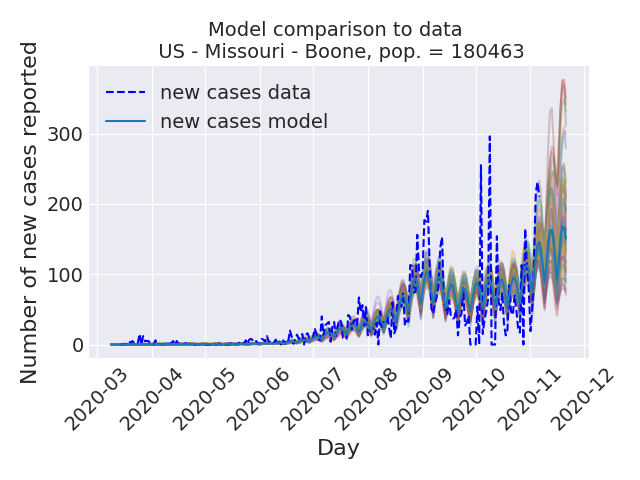 Model comparison to data
US - Missouri - Boone, pop. = 180463
Number of new cases reported
new cases data
new cases model
300
200
100
0
2020-03
2020-04
2020-05
2020-06
2020-07
2020-08
2020-09
2020-10
2020-11
2020-12
Day